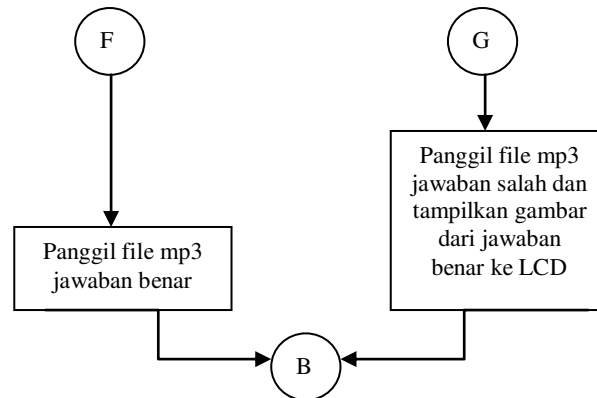 F
G
Panggil file mp3
jawaban salah dan
tampilkan gambar
dari jawaban
benar ke LCD
Panggil file mp3
jawaban benar
B